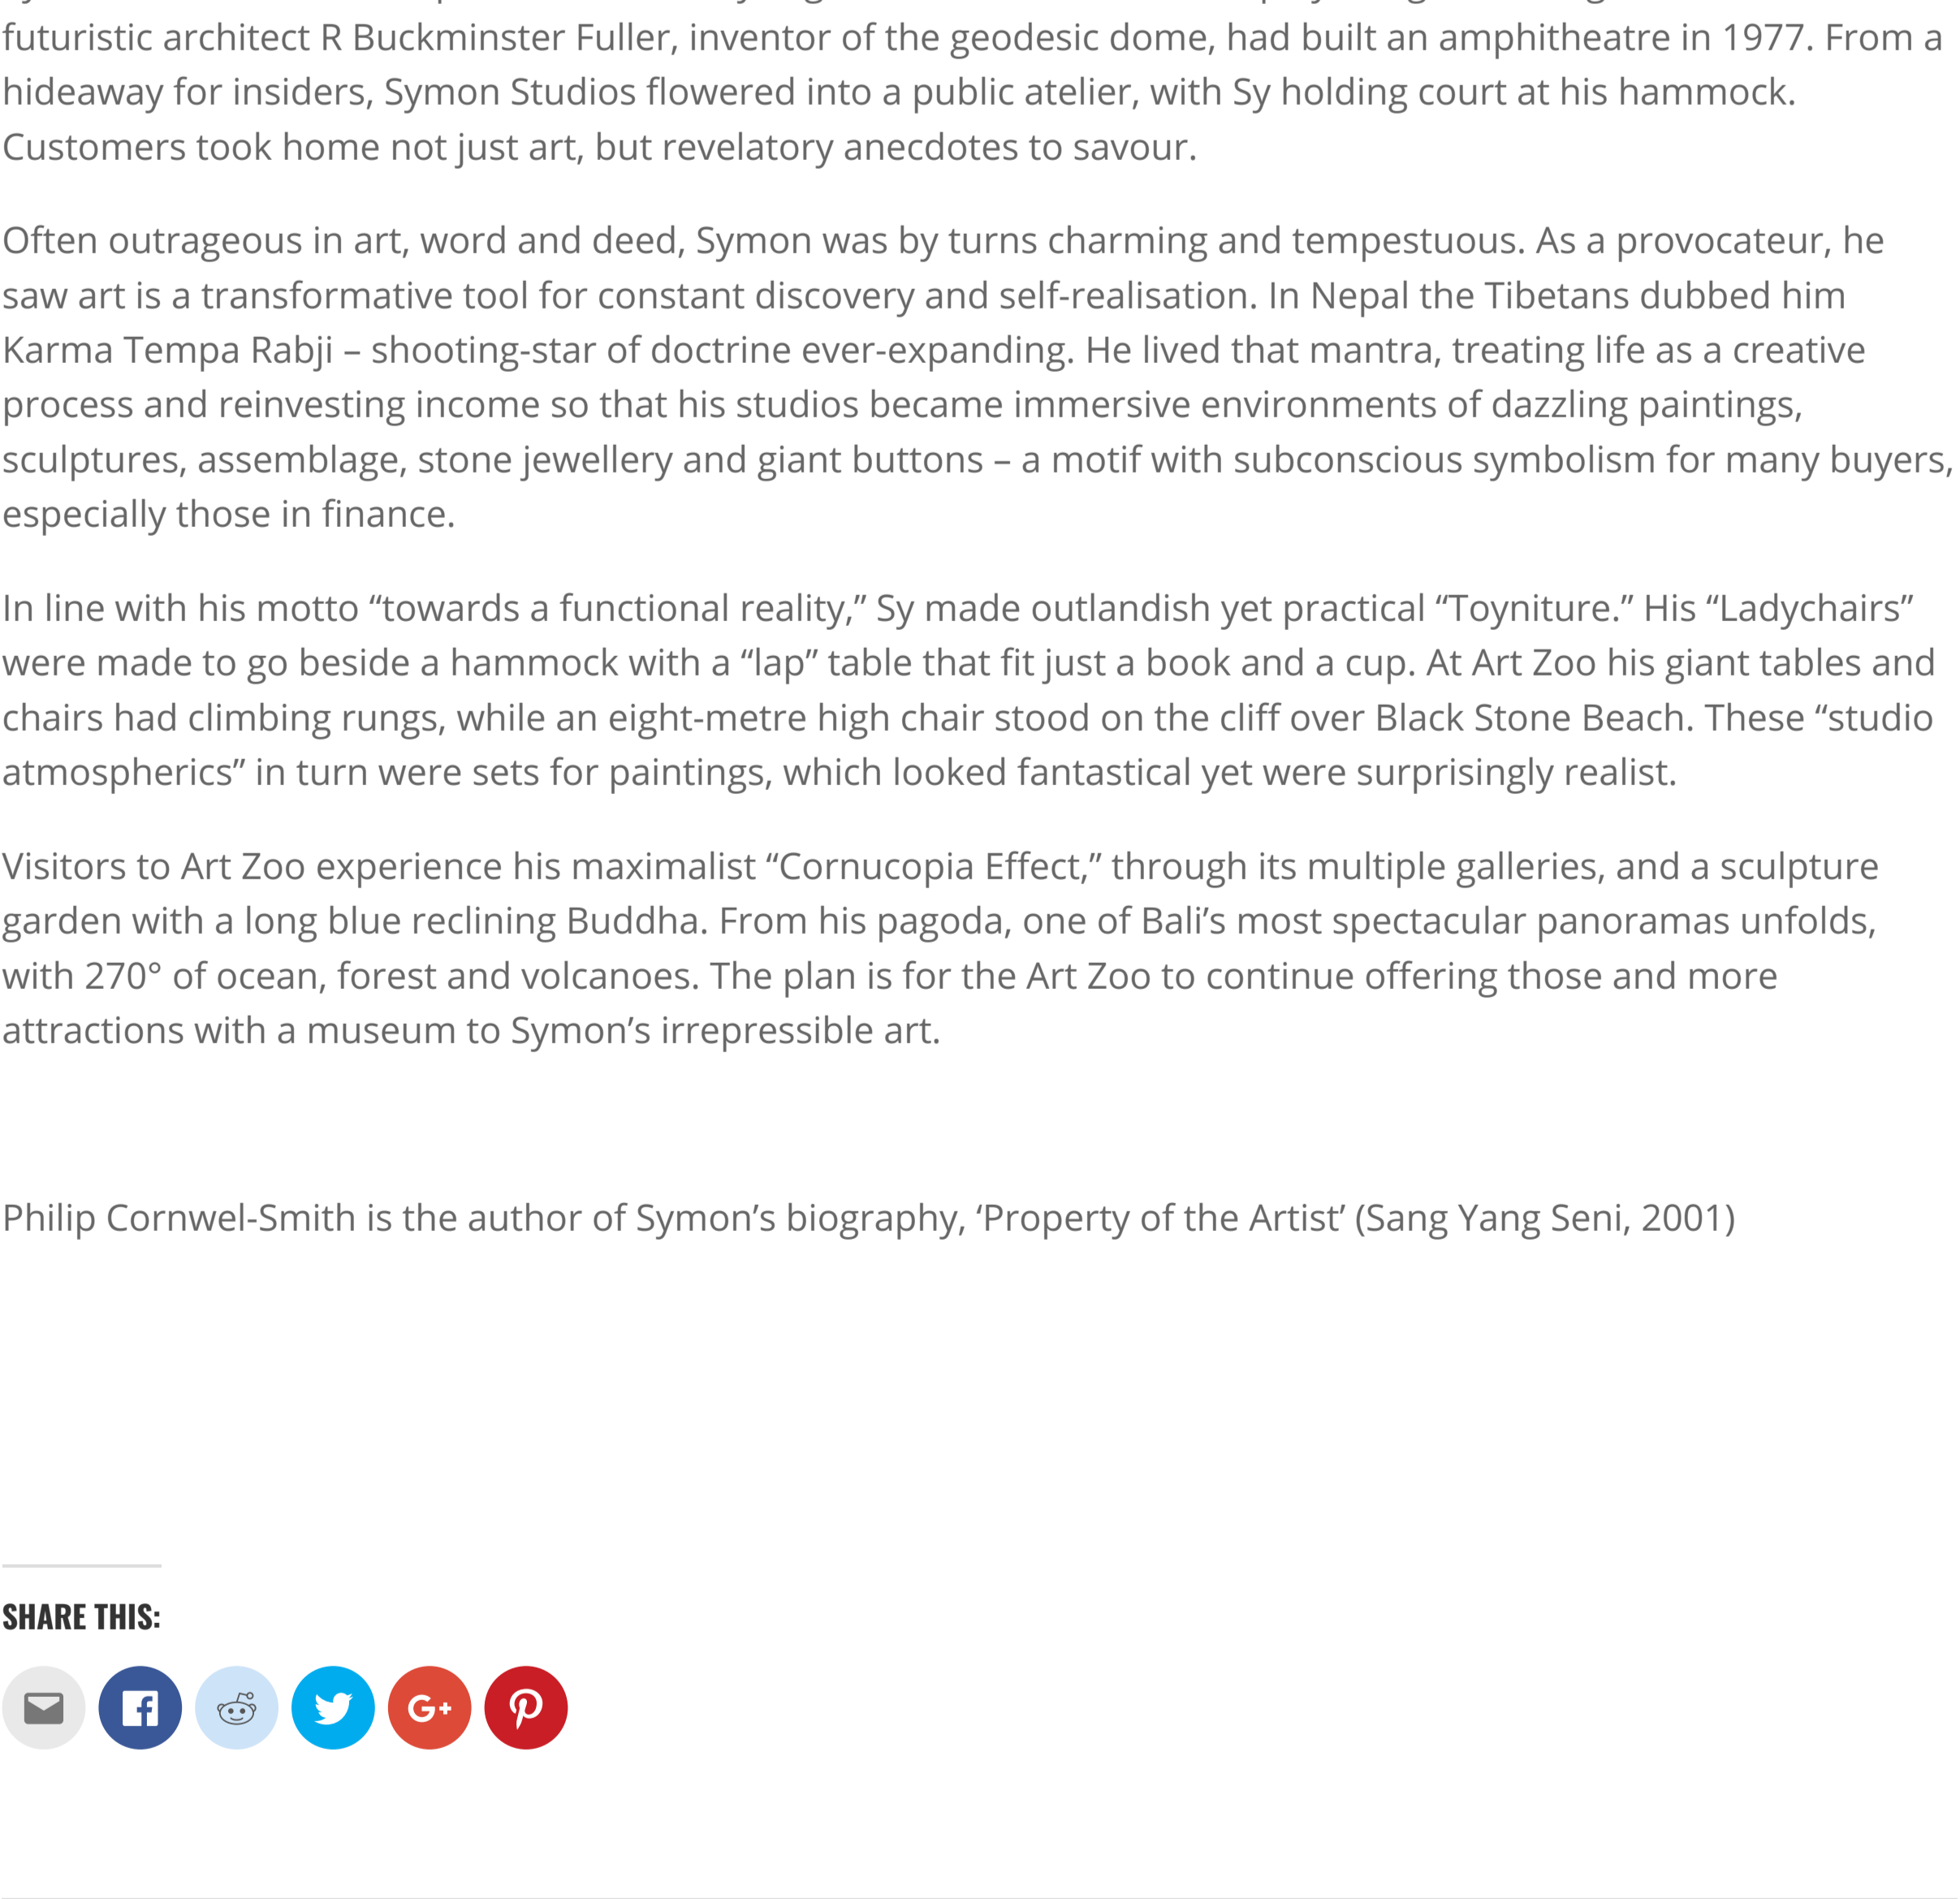 futuristic architect R Buckminster Fuller, inventor of the geodesic dome, had built an amphitheatre in 1977. From a
hideaway for insiders, Symon Studios flowered into a public atelier, with Sy holding court at his hammock.
Customers took home not just art, but revelatory anecdotes to savour.
Often outrageous in art, word and deed, Symon was by turns charming and tempestuous. As a provocateur, he
saw art is a transformative tool for constant discovery and self-realisation. In Nepal the Tibetans dubbed him
Karma Tempa Rabji – shooting-star of doctrine ever-expanding. He lived that mantra, treating life as a creative
process and reinvesting income so that his studios became immersive environments of dazzling paintings,
sculptures, assemblage, stone jewellery and giant buttons – a motif with subconscious symbolism for many buyers,
especially those in finance.
In line with his motto “towards a functional reality,” Sy made outlandish yet practical “Toyniture.” His “Ladychairs”
were made to go beside a hammock with a “lap” table that fit just a book and a cup. At Art Zoo his giant tables and
chairs had climbing rungs, while an eight-metre high chair stood on the cliff over Black Stone Beach. These “studio
atmospherics” in turn were sets for paintings, which looked fantastical yet were surprisingly realist.
Visitors to Art Zoo experience his maximalist “Cornucopia Effect,” through its multiple galleries, and a sculpture
garden with a long blue reclining Buddha. From his pagoda, one of Bali’s most spectacular panoramas unfolds,
with 270° of ocean, forest and volcanoes. The plan is for the Art Zoo to continue offering those and more
attractions with a museum to Symon’s irrepressible art.
Philip Cornwel-Smith is the author of Symon’s biography, ‘Property of the Artist’ (Sang Yang Seni, 2001)
SHARE THIS:
G+